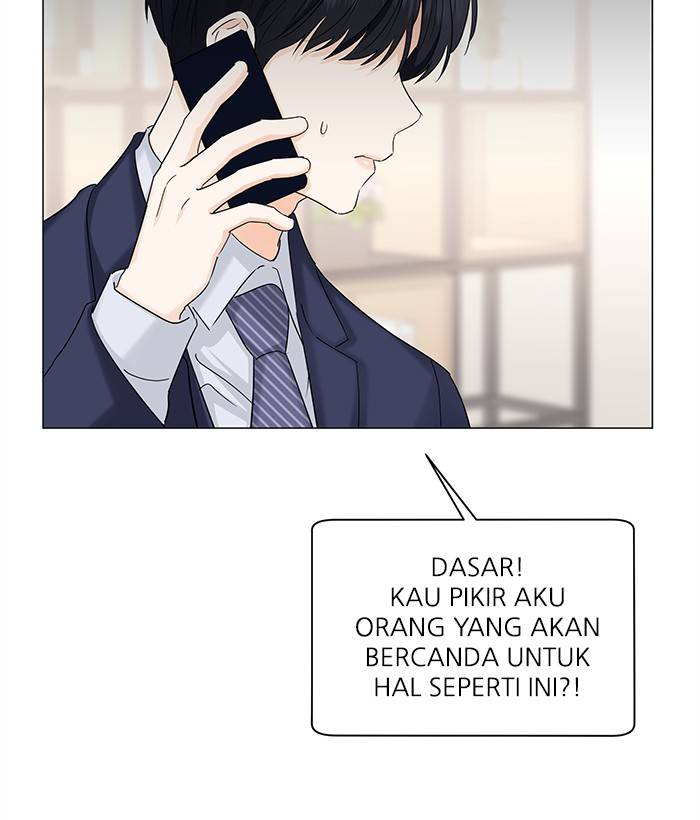 DASAR!
KAU PIKIR AKU
ORANG YANG AKAN
BERCANDA UNTUK
HAL SEPERTI INI?!